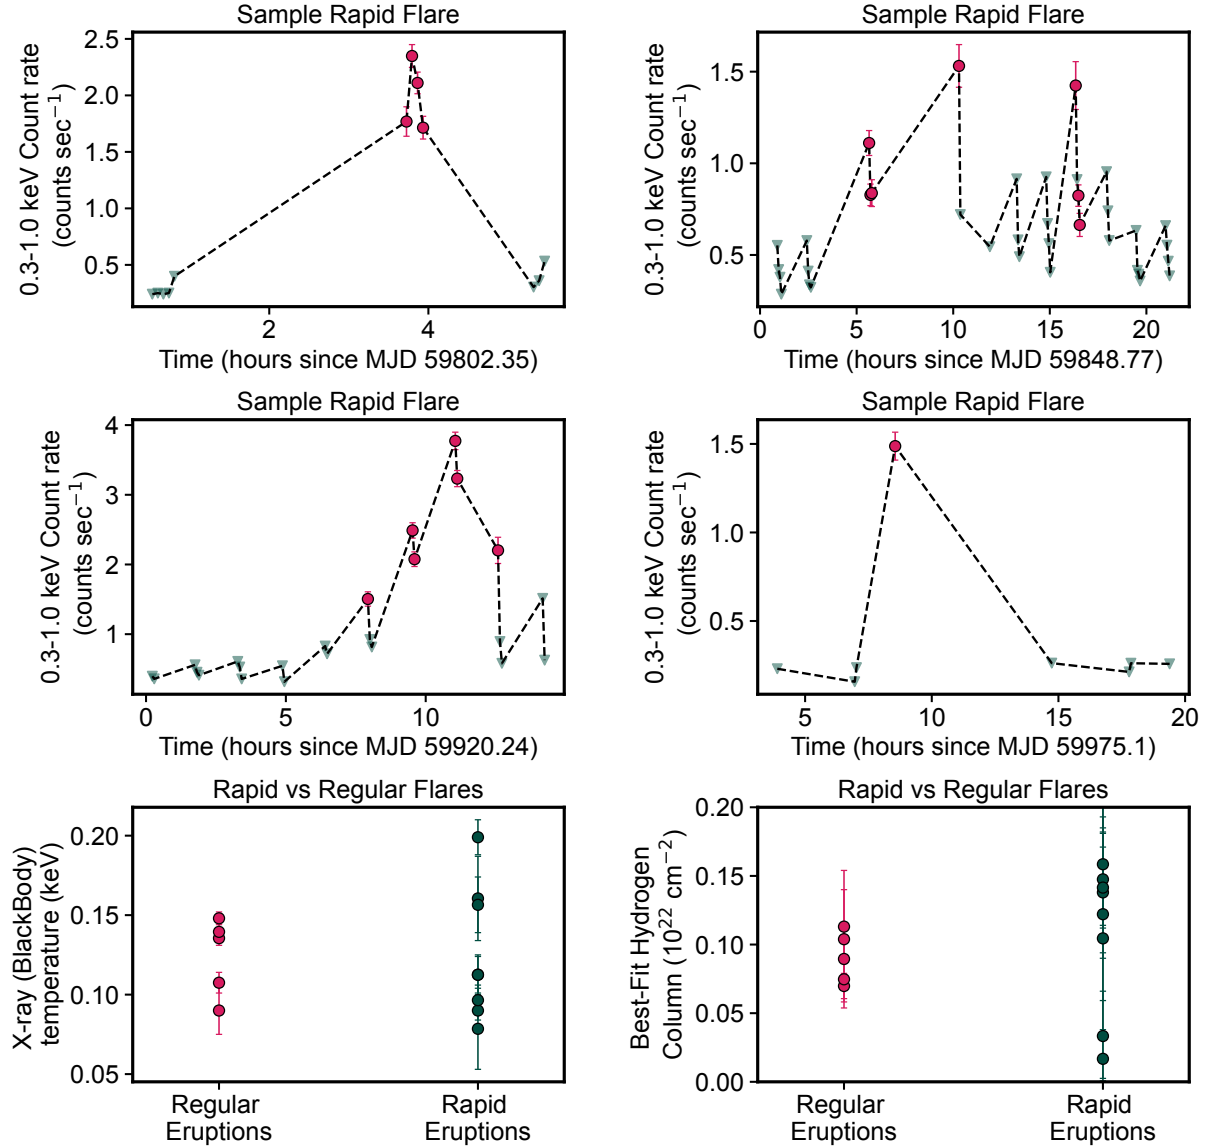 Sample Rapid Flare
0.3-1.0 keV Count rate
(counts sec⁻¹)
2.5
2.0
1.5
1.0
0.5
2
4
Time (hours since MJD 59802.35)
Sample Rapid Flare
0.3-1.0 keV Count rate
(counts sec⁻¹)
1.5
1.0
0.5
0
5
10
15
20
Time (hours since MJD 59848.77)
Sample Rapid Flare
0.3-1.0 keV Count rate
(counts sec⁻¹)
4
3
2
1
0
5
10
Time (hours since MJD 59920.24)
Sample Rapid Flare
0.3-1.0 keV Count rate
(counts sec⁻¹)
1.5
1.0
0.5
5
10
15
20
Time (hours since MJD 59975.1)
Rapid vs Regular Flares
X-ray (BlackBody)
temperature (keV)
0.20
0.15
0.10
0.05
Regular
Eruptions
Rapid
Eruptions
Rapid vs Regular Flares
Best-Fit Hydrogen
Column (10²² cm⁻²)
0.20
0.15
0.10
0.05
0.00
Regular
Eruptions
Rapid
Eruptions